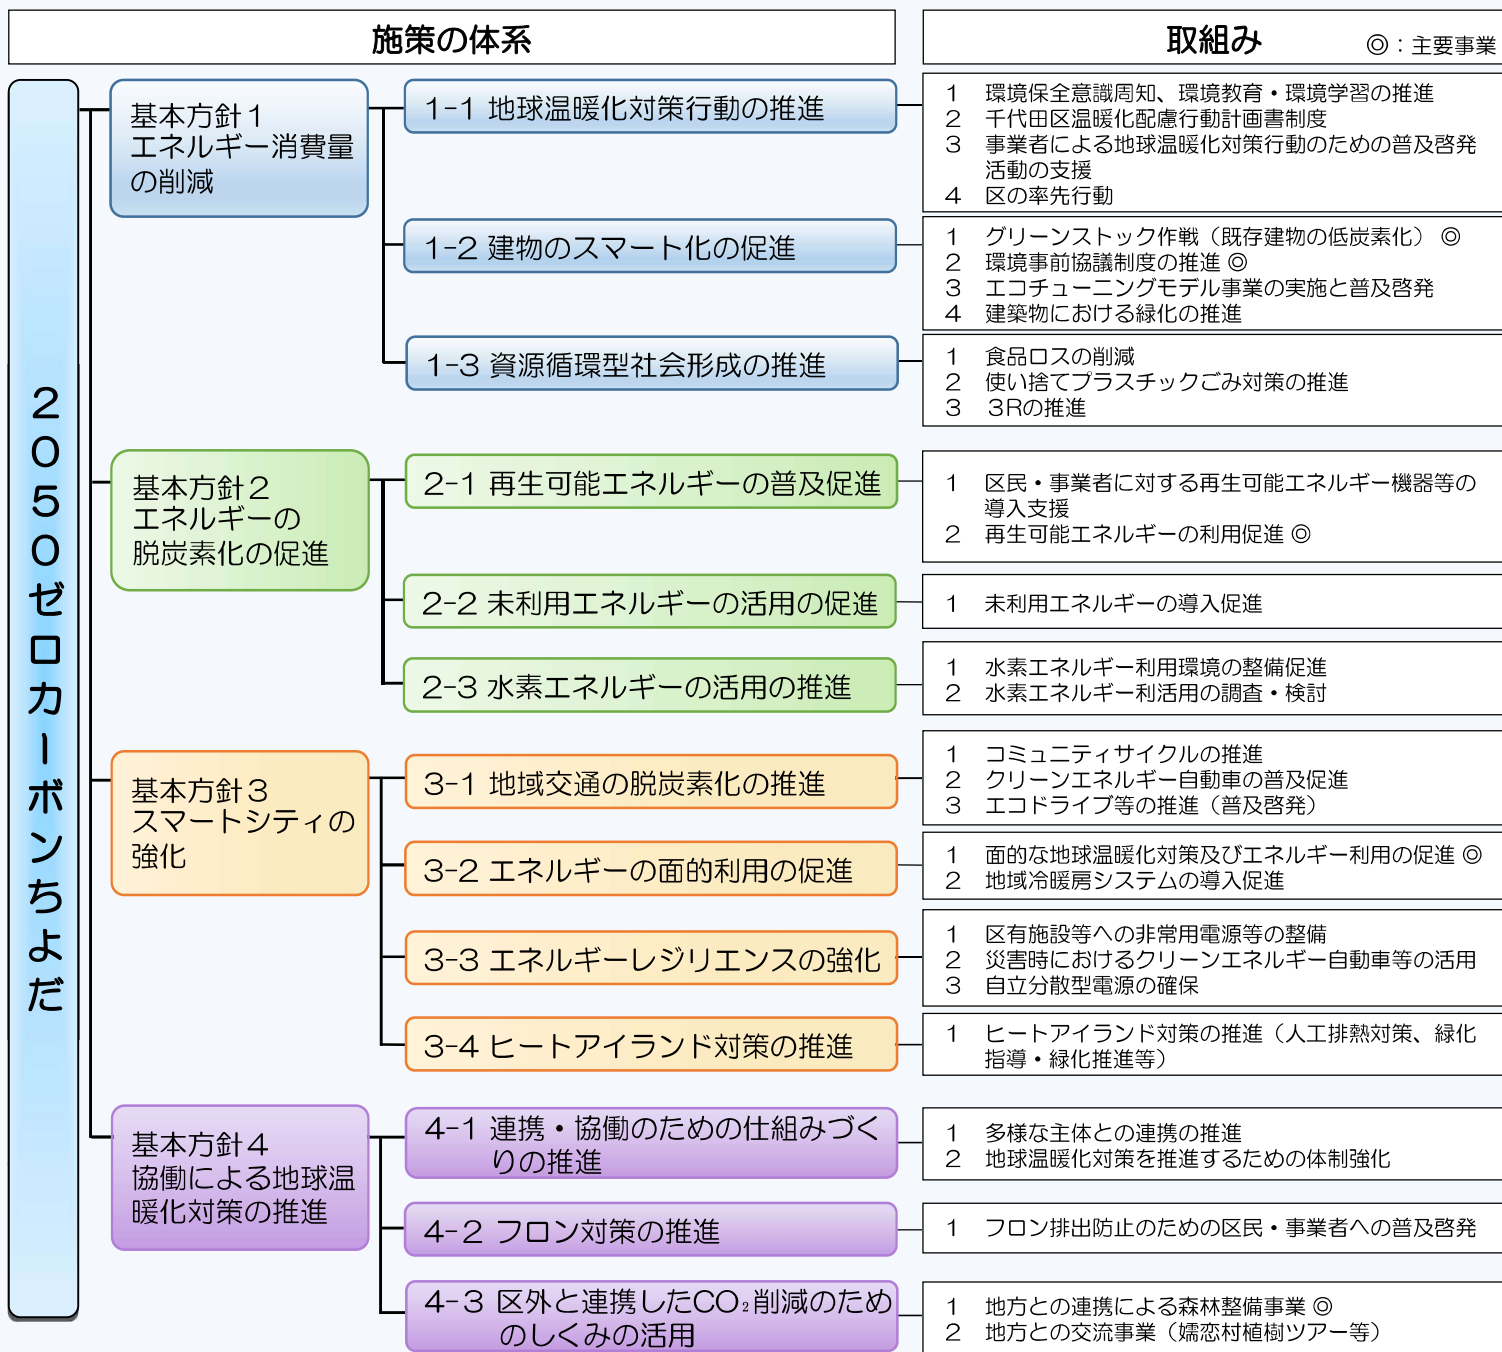 施策の体系
取組み
◎：主要事業
2050ゼロカーボンちよだ
基本方針1
エネルギー消費量
の削減
1-1 地球温暖化対策行動の推進
1 環境保全意識周知、環境教育・環境学習の推進
2 千代田区温暖化配慮行動計画書制度
3 事業者による地球温暖化対策行動のための普及啓発
活動の支援
4 区の率先行動
1-2 建物のスマート化の促進
1 グリーンストック作戦（既存建物の低炭素化） ◎
2 環境事前協議制度の推進 ◎
3 エコチューニングモデル事業の実施と普及啓発
4 建築物における緑化の推進
1-3 資源循環型社会形成の推進
1 食品ロスの削減
2 使い捨てプラスチックごみ対策の推進
3 3Rの推進
基本方針2
エネルギーの
脱炭素化の促進
2-1 再生可能エネルギーの普及促進
1 区民・事業者に対する再生可能エネルギー機器等の
導入支援
2 再生可能エネルギーの利用促進 ◎
2-2 未利用エネルギーの活用の促進
1 未利用エネルギーの導入促進
2-3 水素エネルギーの活用の推進
1 水素エネルギー利用環境の整備促進
2 水素エネルギー利活用の調査・検討
基本方針3
スマートシティの
強化
3-1 地域交通の脱炭素化の推進
1 コミュニティサイクルの推進
2 クリーンエネルギー自動車の普及促進
3 エコドライブ等の推進（普及啓発）
3-2 エネルギーの面的利用の促進
1 面的な地球温暖化対策及びエネルギー利用の促進 ◎
2 地域冷暖房システムの導入促進
3-3 エネルギーレジリエンスの強化
1 区有施設等への非常用電源等の整備
2 災害時におけるクリーンエネルギー自動車等の活用
3 自立分散型電源の確保
3-4 ヒートアイランド対策の推進
1 ヒートアイランド対策の推進（人工排熱対策、緑化
指導・緑化推進等）
基本方針4
協働による地球温
暖化対策の推進
4-1 連携・協働のための仕組みづく
りの推進
1 多様な主体との連携の推進
2 地球温暖化対策を推進するための体制強化
4-2 フロン対策の推進
1 フロン排出防止のための区民・事業者への普及啓発
4-3 区外と連携したCO₂削減のため
のしくみの活用
1 地方との連携による森林整備事業 ◎
2 地方との交流事業（嬬恋村植樹ツアー等）